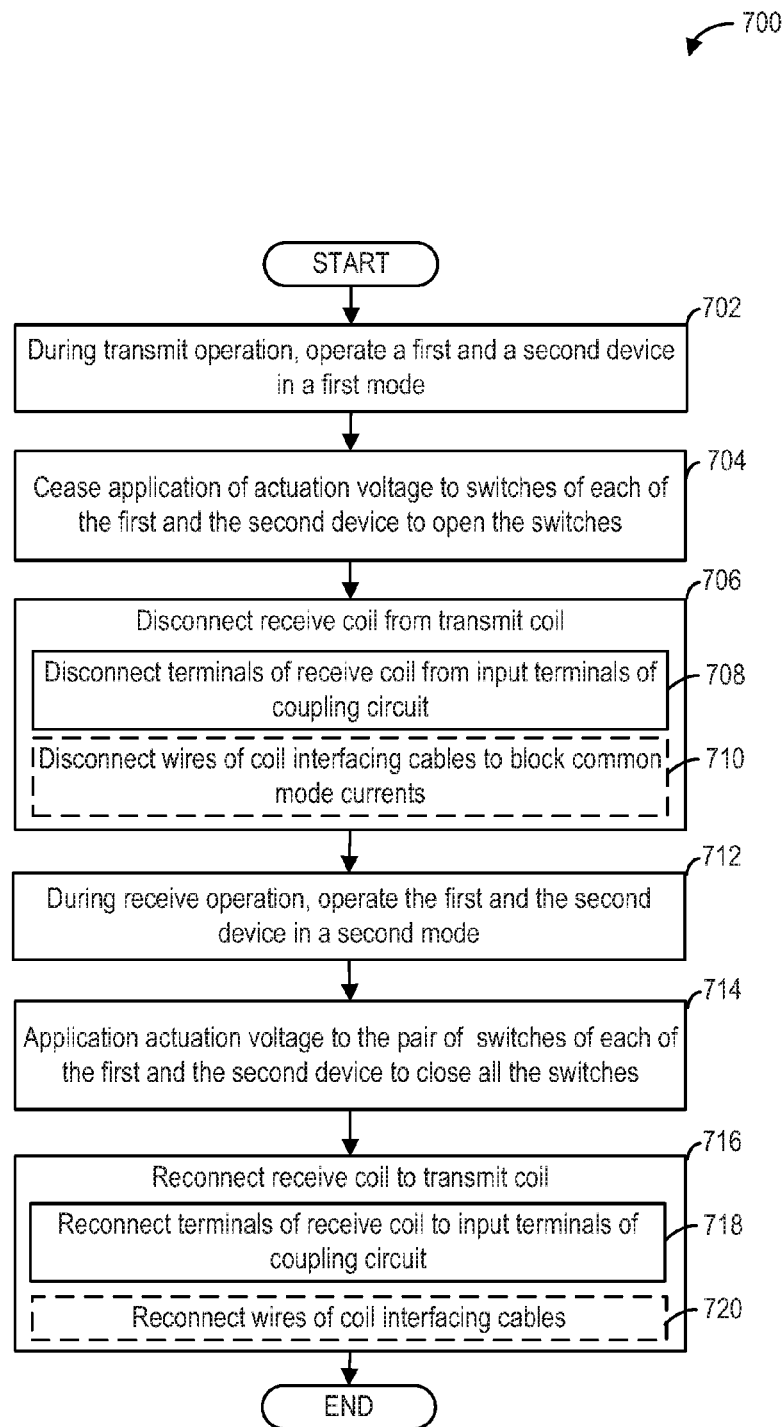 700
START
702
During transmit operation, operate a first and a second device
in a first mode
704
Cease application of actuation voltage to switches of each of
the first and the second device to open the switches
706
Disconnect receive coil from transmit coil
Disconnect terminals of receive coil from input terminals of
coupling circuit
708
Disconnect wires of coil interfacing cables to block common
mode currents
710
712
During receive operation, operate the first and the second
device in a second mode
714
Application actuation voltage to the pair of switches of each of
the first and the second device to close all the switches
716
Reconnect receive coil to transmit coil
Reconnect terminals of receive coil to input terminals of
coupling circuit
718
Reconnect wires of coil interfacing cables
720
END